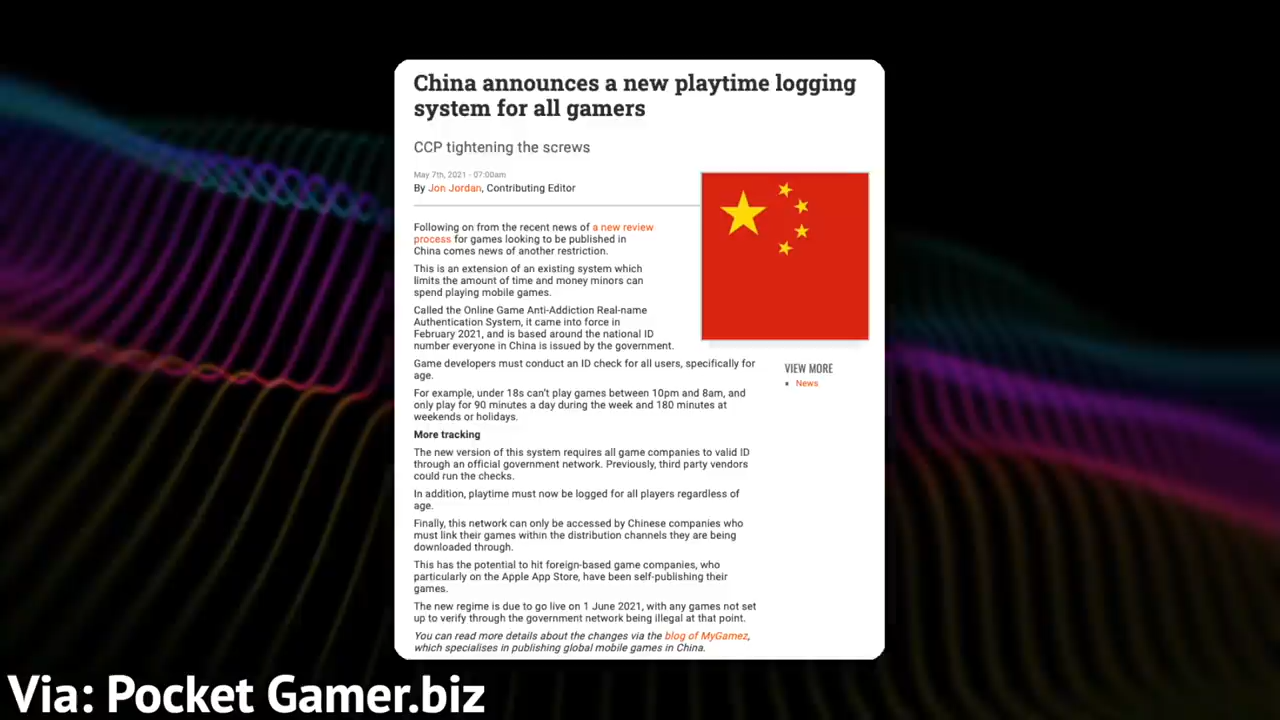 China announces a new playtime logging
system for all gamers
CCP tightening the screws
May 7th, 2021 - 07:00am
By Jon Jordan, Contributing Editor
Following on from the recent news of a new review
process for games looking to be published in
China comes news of another restriction.
This is an extension of an existing system which
limits the amount of time and money minors can
spend playing mobile games.
Called the Online Game Anti-Addiction Real-name
Authentication System, it came into force in
February 2021, and is based around the national ID
number everyone in China is issued by the government.
Game developers must conduct an ID check for all users, specifically for
age.
For example, under 18s can't play games between 10pm and 8am, and
only play for 90 minutes a day during the week and 180 minutes at
weekends or holidays.
More tracking
The new version of this system requires all game companies to valid ID
through an official government network. Previously, third party vendors
could run the checks.
In addition, playtime must now be logged for all players regardless of
age.
Finally, this network can only be accessed by Chinese companies who
must link their games within the distribution channels they are being
downloaded through.
This has the potential to hit foreign-based game companies, who
particularly on the Apple App Store, have been self-publishing their
games.
The new regime is due to go live on 1 June 2021, with any games not set
up to verify through the government network being illegal at that point.
You can read more details about the changes via the blog of MyGamez,
which specialises in publishing global mobile games in China.
VIEW MORE
News
Via: Pocket Gamer.biz